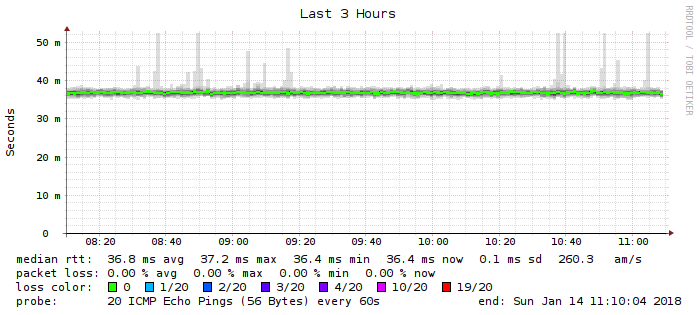 Last 3 Hours
RRDTOOL / TOBI OETIKER
Seconds
50 m
40 m
30 m
20 m
10 m
0
08:20 08:40 09:00 09:20 09:40 10:00 10:20 10:40 11:00
median rtt: 36.8 ms avg 37.2 ms max 36.4 ms min 36.4 ms now 0.1 ms sd 260.3 am/s
packet loss: 0.00 % avg 0.00 % max 0.00 % min 0.00 % now
loss color: 0 1/20 2/20 3/20 4/20 10/20 19/20
probe: 20 ICMP Echo Pings (56 Bytes) every 60s end: Sun Jan 14 11:10:04 2018